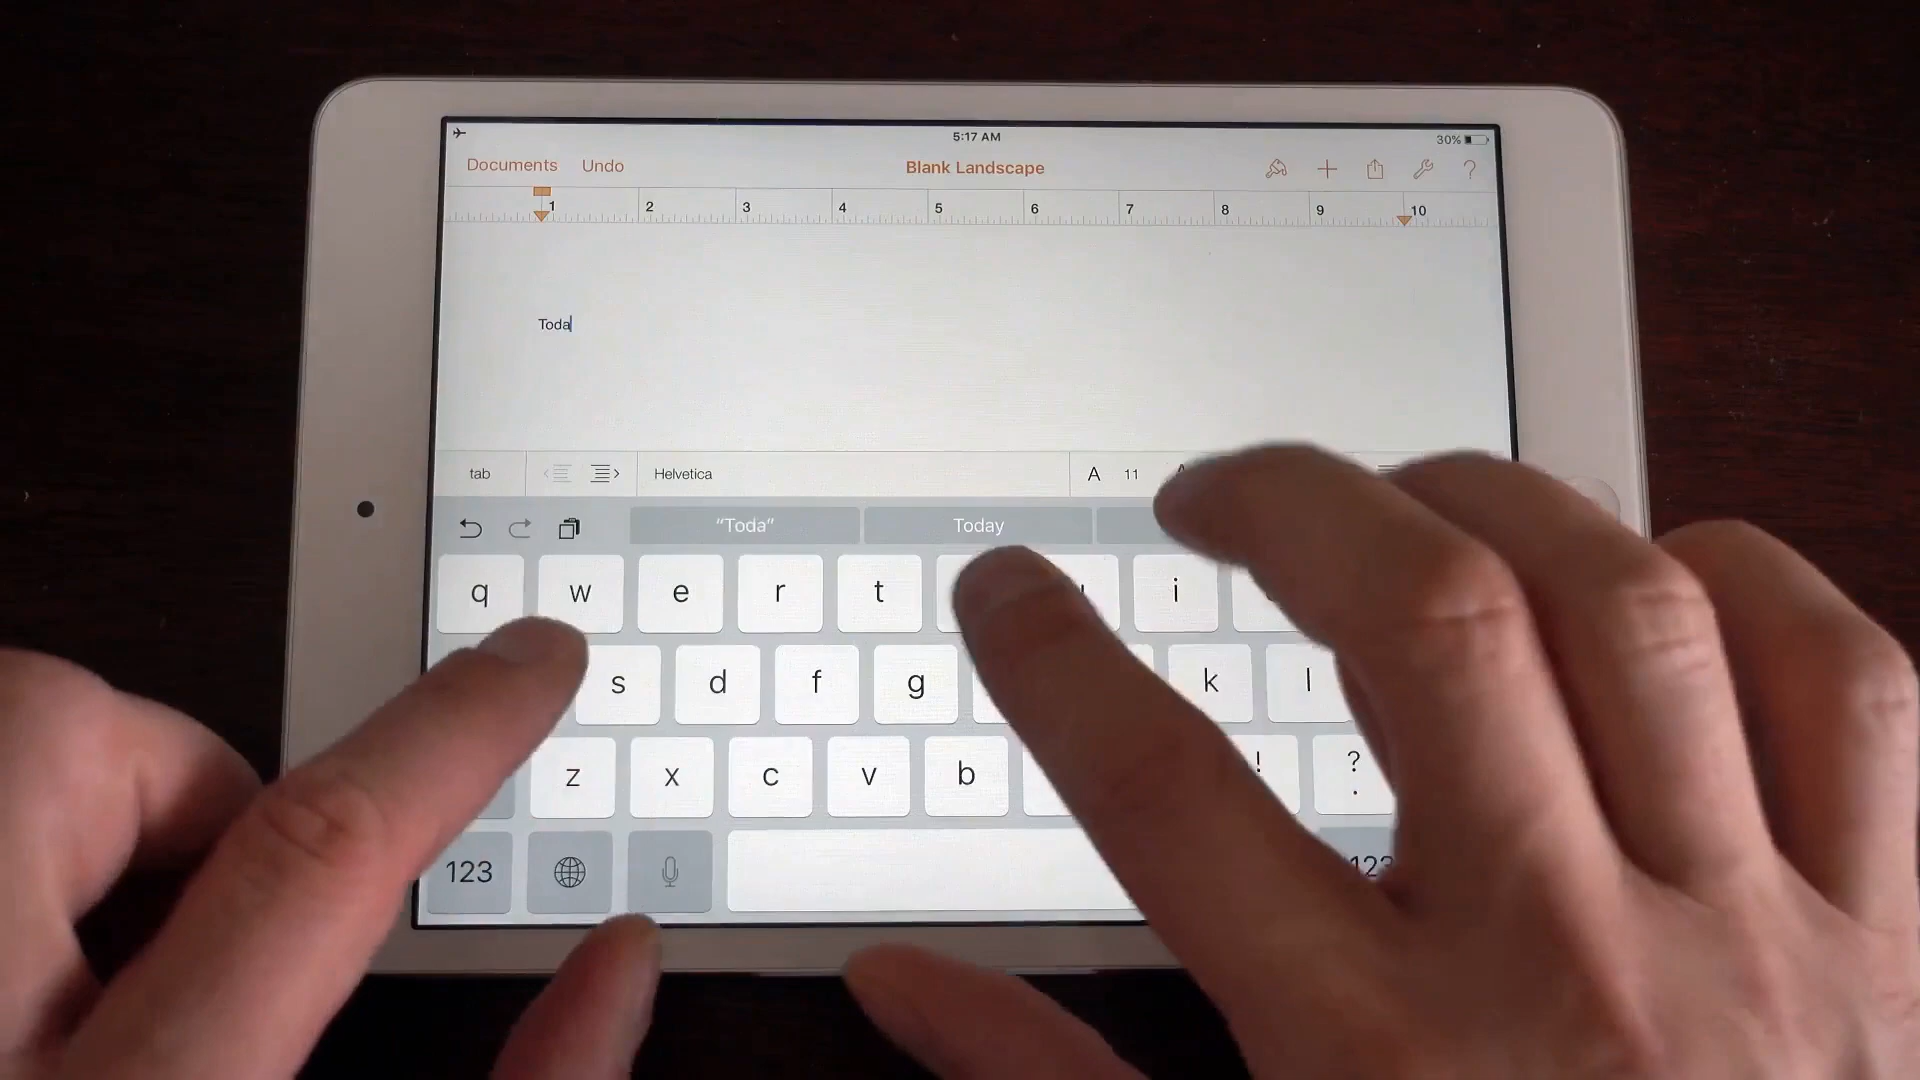 5:17 AM 30%
Documents Undo Blank Landscape ?
1 2 3 4 5 6 7 8 9 10
Toda
tab Helvetica A 11
“Toda” Today
q w e r t i
s d f g k l
z x c v b ! ? .
123 123